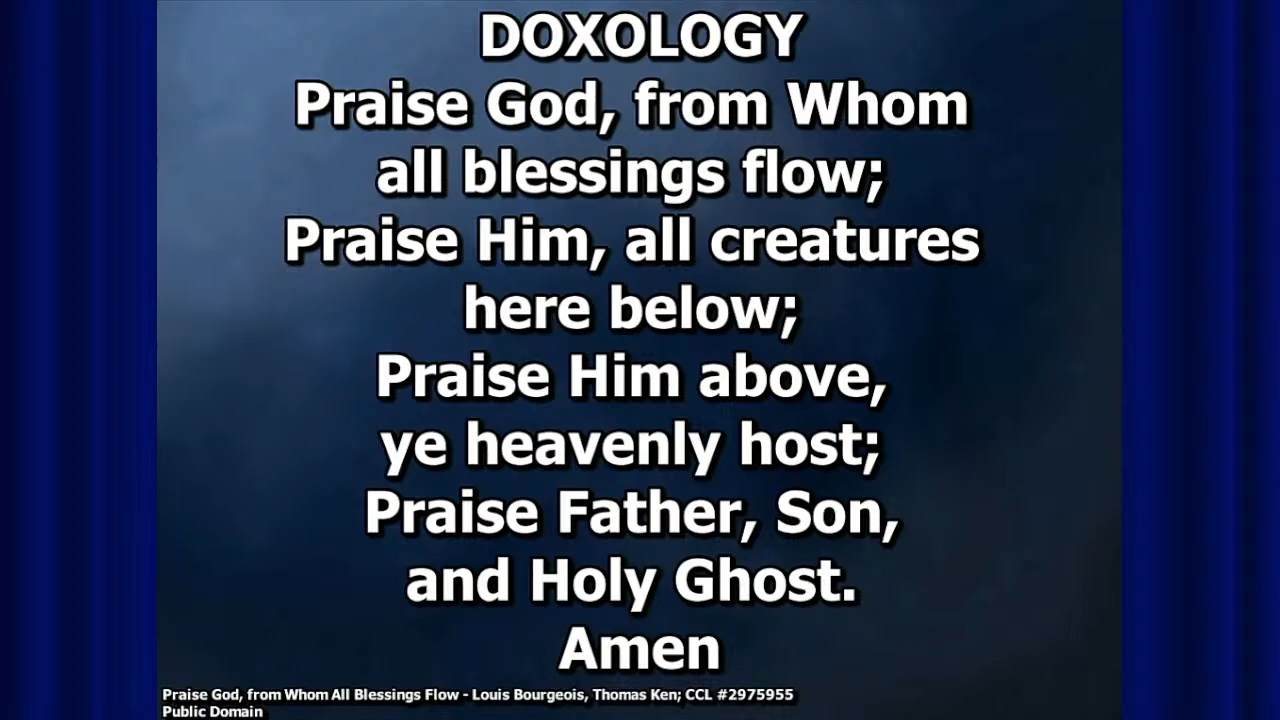 DOXOLOGY
Praise God, from Whom
all blessings flow;
Praise Him, all creatures
here below;
Praise Him above,
ye heavenly host;
Praise Father, Son,
and Holy Ghost.
Amen
Praise God, from Whom All Blessings Flow - Louis Bourgeois, Thomas Ken; CCL #2975955
Public Domain